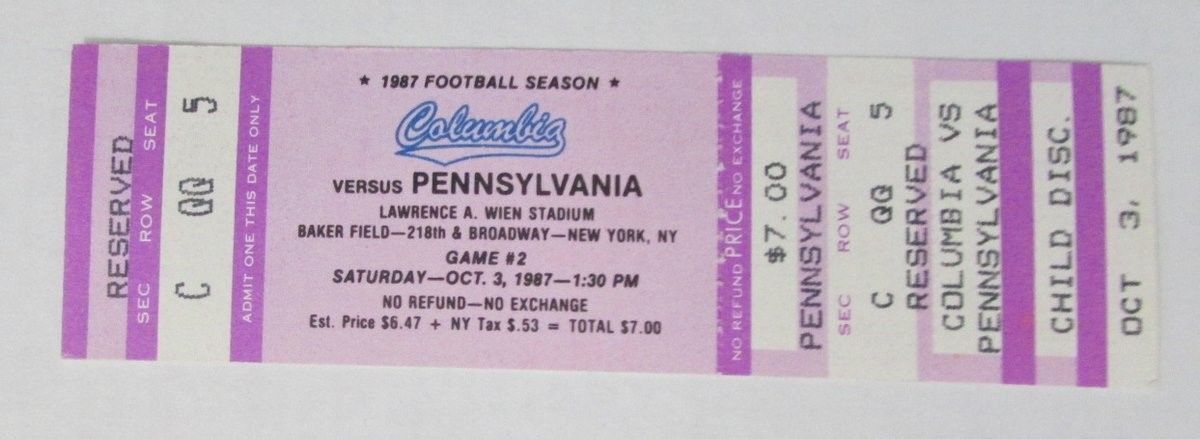 RESERVED
SEC ROW SEAT
C QQ 5
ADMIT ONE THIS DATE ONLY
★ 1987 FOOTBALL SEASON ★
Columbia
VERSUS PENNSYLVANIA
LAWRENCE A. WIEN STADIUM
BAKER FIELD—218th & BROADWAY—NEW YORK, NY
GAME #2
SATURDAY—OCT. 3, 1987—1:30 PM
NO REFUND—NO EXCHANGE
Est. Price $6.47 + NY Tax $.53 = TOTAL $7.00
NO REFUND PRICE NO EXCHANGE
$7.00
PENNSYLVANIA
SEC ROW SEAT
C QQ 5
RESERVED
COLUMBIA VS
PENNSYLVANIA
CHILD DISC.
OCT 3, 1987